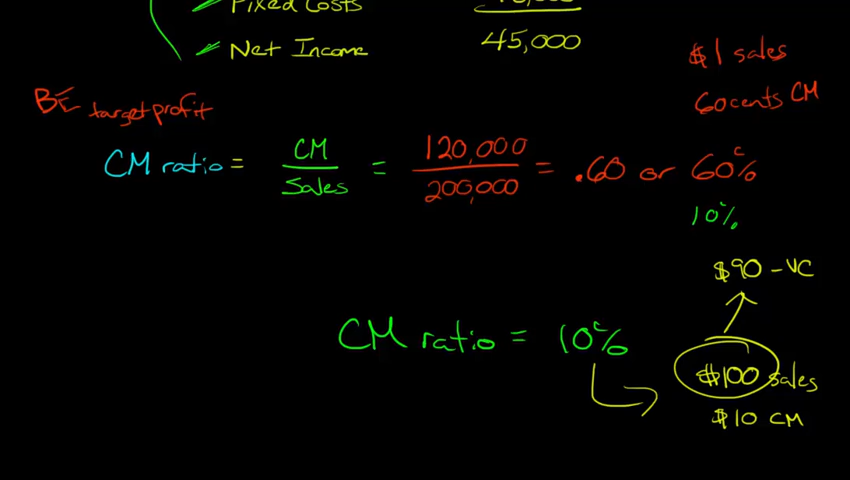 Fixed Costs
Net Income 45,000
$1 sales
60 cents CM
BE target profit
CM ratio = CM / Sales = 120,000 / 200,000 = .60 or 60%
10%
$90 - VC
CM ratio = 10%
$100 sales
$10 CM